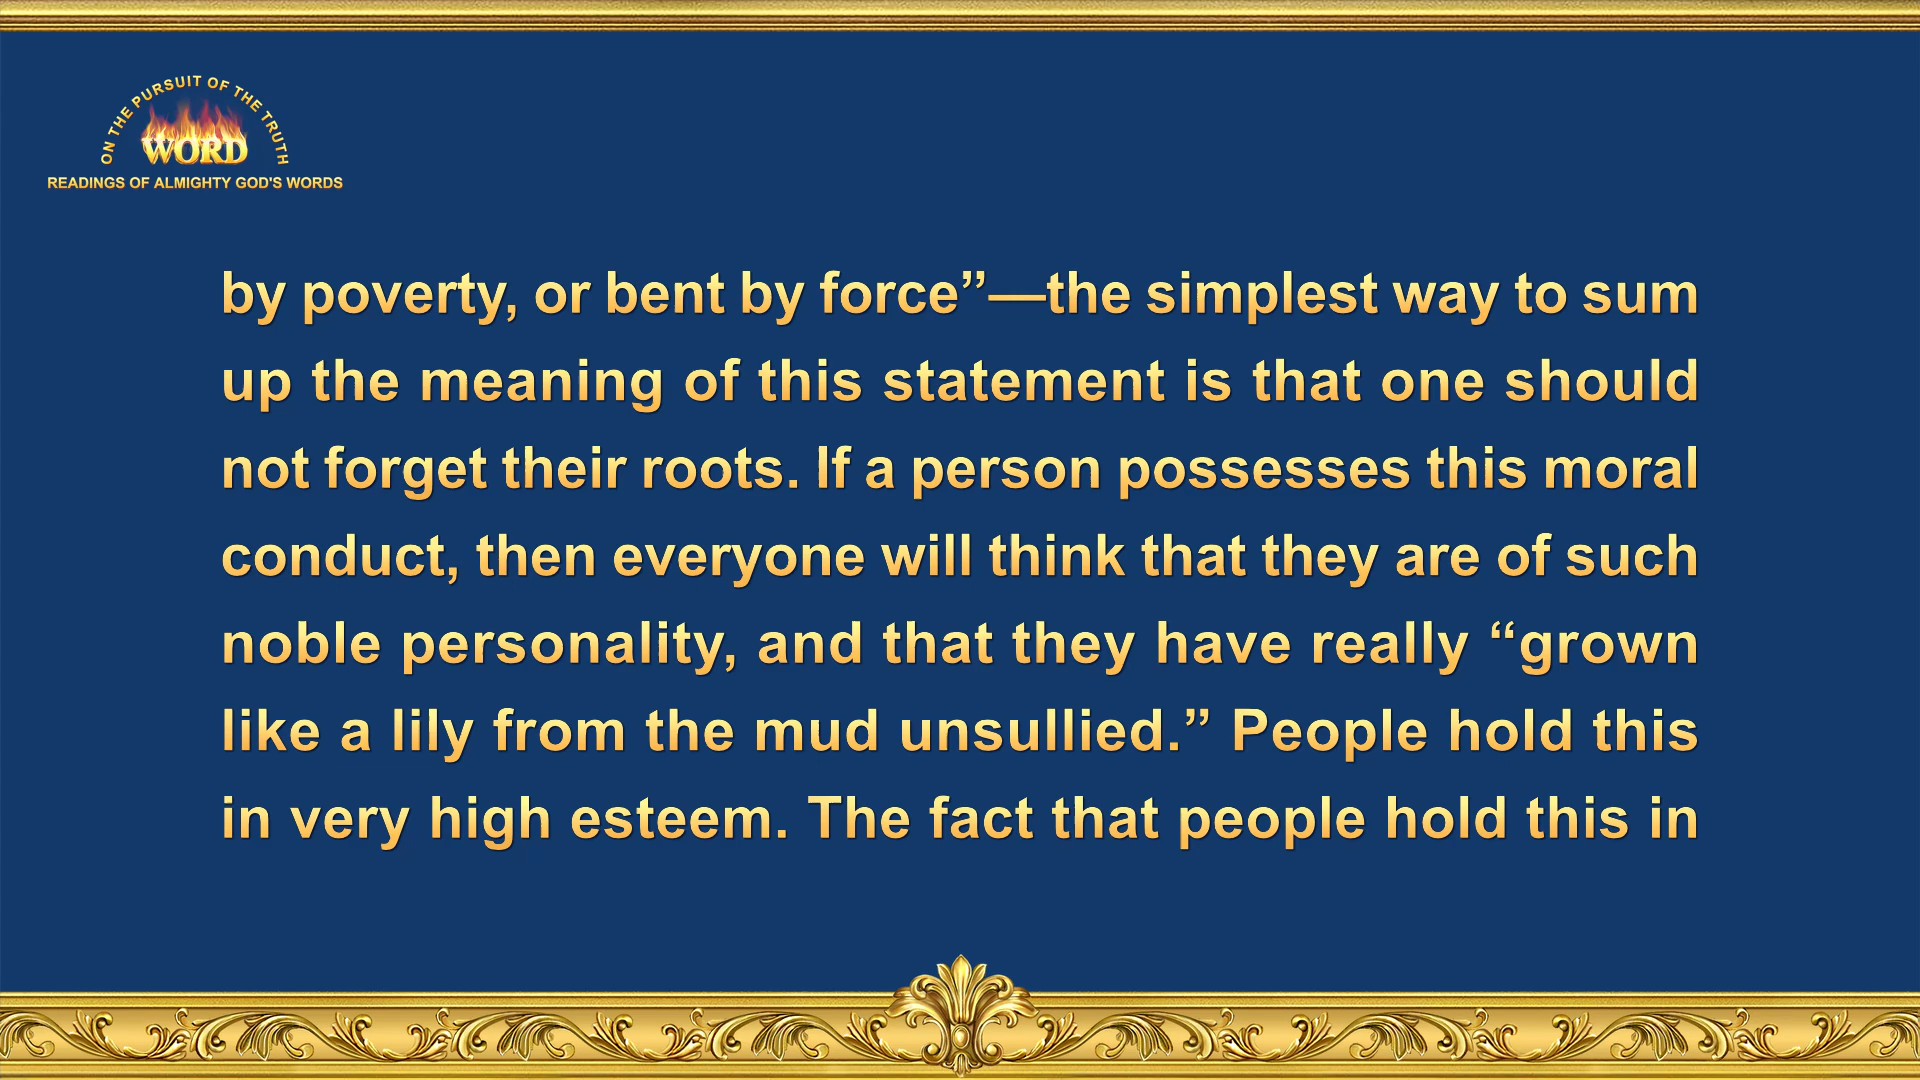 ON THE PURSUIT OF THE TRUTH
WORD
READINGS OF ALMIGHTY GOD'S WORDS
by poverty, or bent by force”—the simplest way to sum
up the meaning of this statement is that one should
not forget their roots. If a person possesses this moral
conduct, then everyone will think that they are of such
noble personality, and that they have really “grown
like a lily from the mud unsullied.” People hold this
in very high esteem. The fact that people hold this in